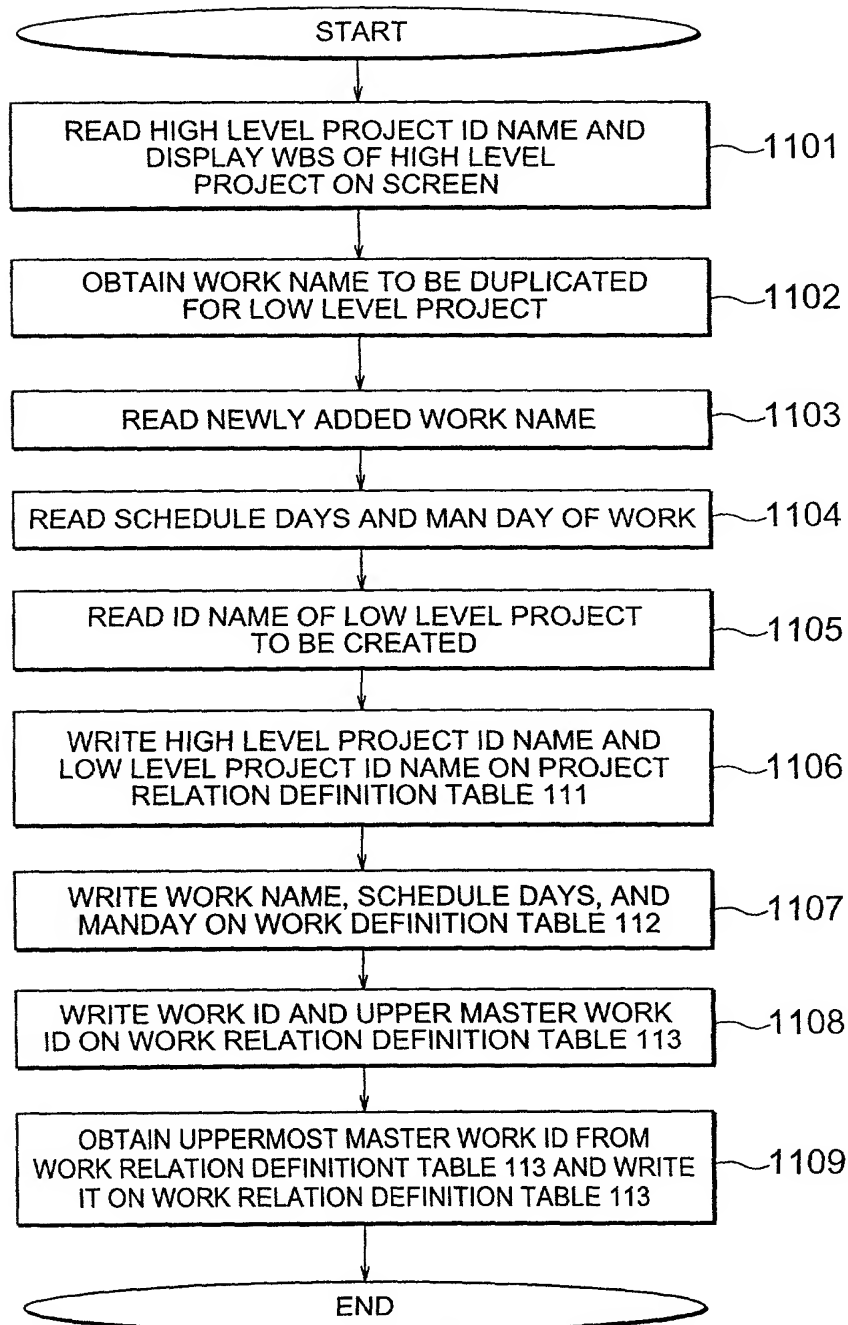 START
READ HIGH LEVEL PROJECT ID NAME AND
DISPLAY WBS OF HIGH LEVEL
PROJECT ON SCREEN
1101
OBTAIN WORK NAME TO BE DUPLICATED
FOR LOW LEVEL PROJECT
1102
READ NEWLY ADDED WORK NAME
1103
READ SCHEDULE DAYS AND MAN DAY OF WORK
1104
READ ID NAME OF LOW LEVEL PROJECT
TO BE CREATED
1105
WRITE HIGH LEVEL PROJECT ID NAME AND
LOW LEVEL PROJECT ID NAME ON PROJECT
RELATION DEFINITION TABLE 111
1106
WRITE WORK NAME, SCHEDULE DAYS, AND
MANDAY ON WORK DEFINITION TABLE 112
1107
WRITE WORK ID AND UPPER MASTER WORK
ID ON WORK RELATION DEFINITION TABLE 113
1108
OBTAIN UPPERMOST MASTER WORK ID FROM
WORK RELATION DEFINITIONT TABLE 113 AND WRITE
IT ON WORK RELATION DEFINITION TABLE 113
1109
END